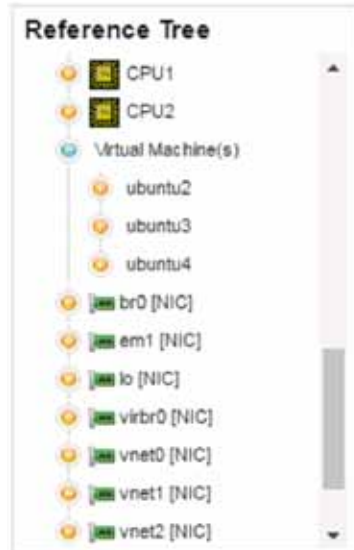 Reference Tree
CPU1
CPU2
Virtual Machine(s)
ubuntu2
ubuntu3
ubuntu4
br0 [NIC]
em1 [NIC]
lo [NIC]
virbr0 [NIC]
vnet0 [NIC]
vnet1 [NIC]
vnet2 [NIC]